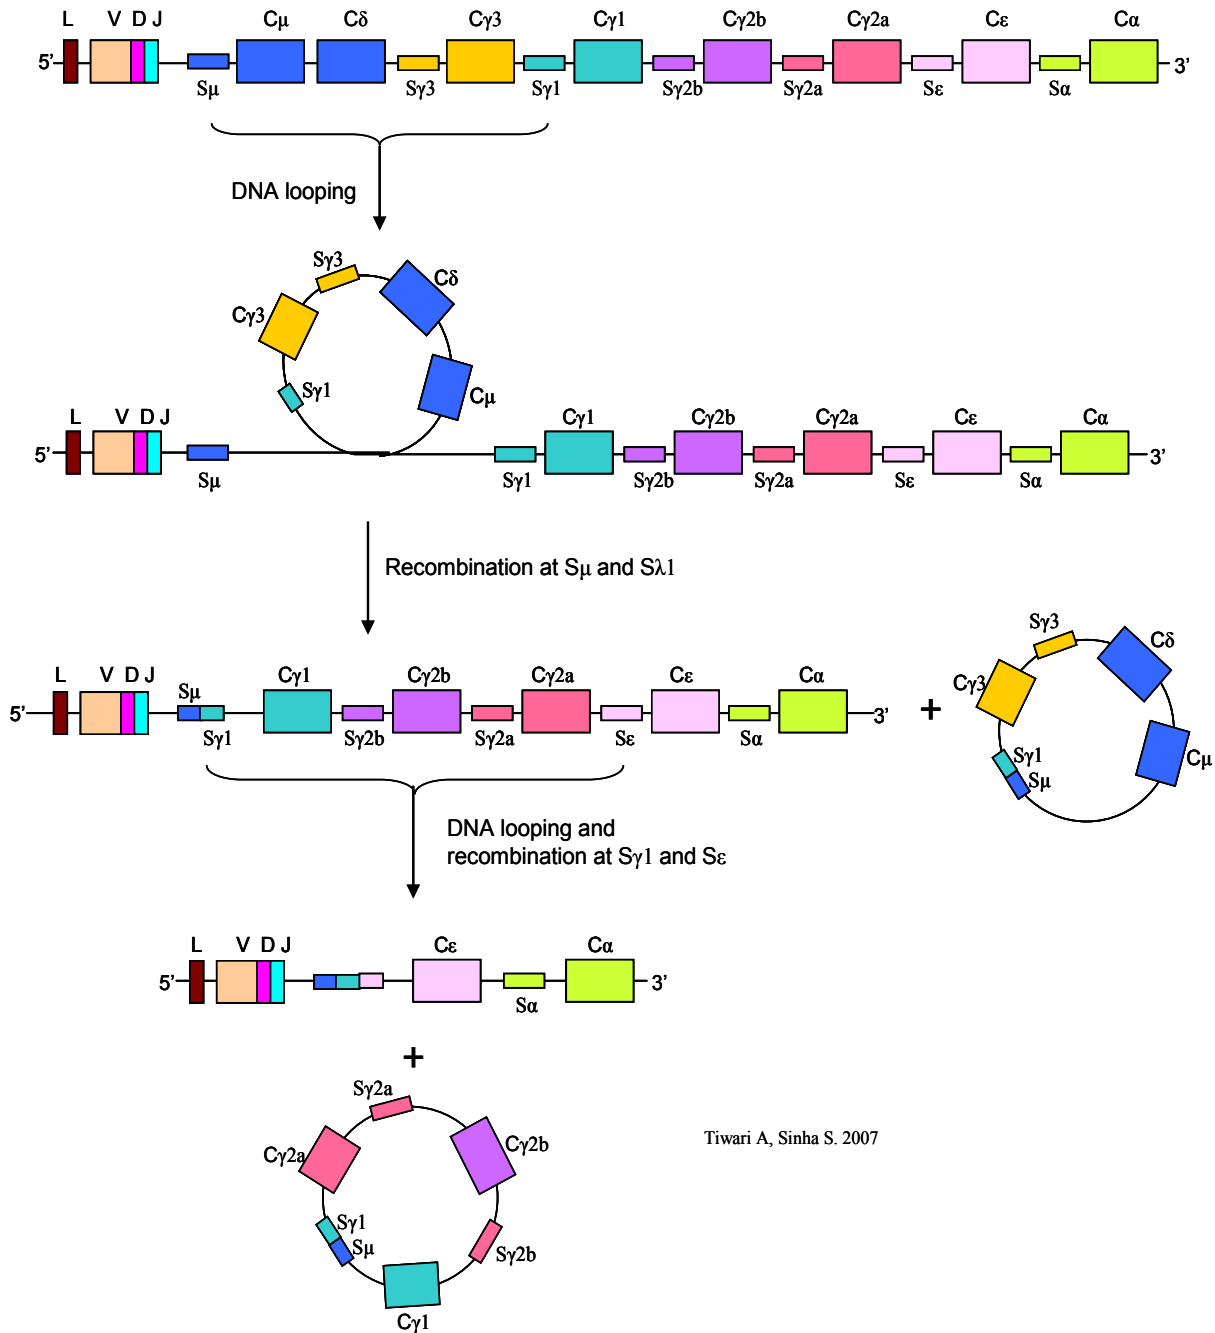 L V D J Cμ Cδ Cγ3 Cγ1 Cγ2b Cγ2a Cε Cα
5’ 3’
Sμ Sγ3 Sγ1 Sγ2b Sγ2a Sε Sα
DNA looping
Sγ3
Cδ
Cγ3
Sγ1
Cμ
L V D J Cγ1 Cγ2b Cγ2a Cε Cα
5’ 3’
Sμ Sγ1 Sγ2b Sγ2a Sε Sα
Recombination at Sμ and Sλ1
L V D J Sμ Cγ1 Cγ2b Cγ2a Cε Cα
5’ 3’ +
Sγ1 Sγ2b Sγ2a Sε Sα
Sγ3
Cδ
Cγ3
Sγ1
Sμ
Cμ
DNA looping and
recombination at Sγ1 and Sε
L V D J Cε Cα
5’ 3’
Sα
+
Sγ2a
Cγ2a
Cγ2b
Sγ1
Sμ
Sγ2b
Cγ1
Tiwari A, Sinha S. 2007